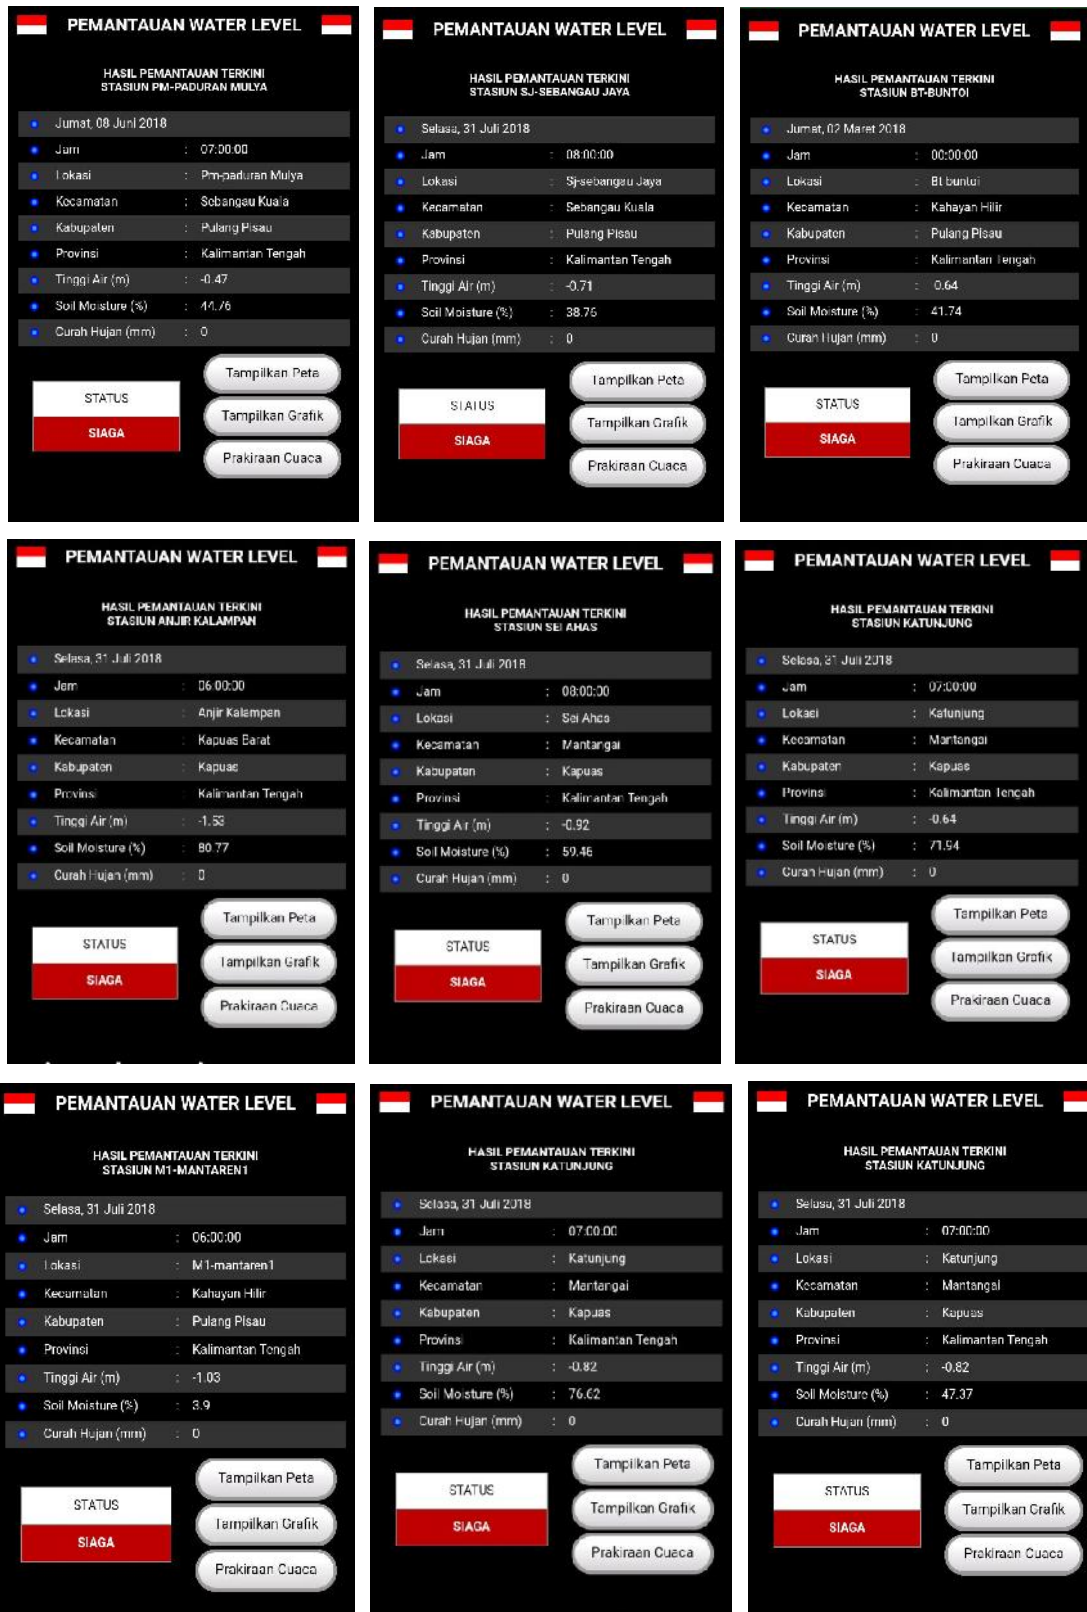 PEMANTAUAN WATER LEVEL
HASIL PEMANTAUAN TERKINI
STASIUN PM-PADURAN MULYA
Jumat, 08 Juni 2018
Jam : 07:00:00
Lokasi : Pm-paduran Mulya
Kecamatan : Sebangau Kuala
Kabupaten : Pulang Pisau
Provinsi : Kalimantan Tengah
Tinggi Air (m) : -0.47
Soil Moisture (%) : 44.76
Curah Hujan (mm) : 0
Tampilkan Peta
STATUS
Tampilkan Grafik
SIAGA
Prakiraan Cuaca
PEMANTAUAN WATER LEVEL
HASIL PEMANTAUAN TERKINI
STASIUN SJ-SEBANGAU JAYA
Selasa, 31 Juli 2018
Jam : 08:00:00
Lokasi : Sj-sebangau Jaya
Kecamatan : Sebangau Kuala
Kabupaten : Pulang Pisau
Provinsi : Kalimantan Tengah
Tinggi Air (m) : -0.71
Soil Moisture (%) : 38.76
Curah Hujan (mm) : 0
Tampilkan Peta
STATUS
Tampilkan Grafik
SIAGA
Prakiraan Cuaca
PEMANTAUAN WATER LEVEL
HASIL PEMANTAUAN TERKINI
STASIUN BT-BUNTOI
Jumat, 02 Maret 2018
Jam : 00:00:00
Lokasi : Bt buntoi
Kecamatan : Kahayan Hilir
Kabupaten : Pulang Pisau
Provinsi : Kalimantan Tengah
Tinggi Air (m) : 0.64
Soil Moisture (%) : 41.74
Curah Hujan (mm) : 0
Tampilkan Peta
STATUS
Tampilkan Grafik
SIAGA
Prakiraan Cuaca
PEMANTAUAN WATER LEVEL
HASIL PEMANTAUAN TERKINI
STASIUN ANJIR KALAMPAN
Selasa, 31 Juli 2018
Jam : 06:00:00
Lokasi : Anjir Kalampan
Kecamatan : Kapuas Barat
Kabupaten : Kapuas
Provinsi : Kalimantan Tengah
Tinggi Air (m) : -1.53
Soil Moisture (%) : 80.77
Curah Hujan (mm) : 0
Tampilkan Peta
STATUS
Tampilkan Grafik
SIAGA
Prakiraan Cuaca
PEMANTAUAN WATER LEVEL
HASIL PEMANTAUAN TERKINI
STASIUN SEI AHAS
Selasa, 31 Juli 2018
Jam : 08:00:00
Lokasi : Sei Ahas
Kecamatan : Mantangai
Kabupaten : Kapuas
Provinsi : Kalimantan Tengah
Tinggi Air (m) : -0.92
Soil Moisture (%) : 59.46
Curah Hujan (mm) : 0
Tampilkan Peta
STATUS
Tampilkan Grafik
SIAGA
Prakiraan Cuaca
PEMANTAUAN WATER LEVEL
HASIL PEMANTAUAN TERKINI
STASIUN KATUNJUNG
Selasa, 31 Juli 2018
Jam : 07:00:00
Lokasi : Katunjung
Kecamatan : Mantangai
Kabupaten : Kapuas
Provinsi : Kalimantan Tengah
Tinggi Air (m) : -0.64
Soil Moisture (%) : 71.94
Curah Hujan (mm) : 0
Tampilkan Peta
STATUS
Tampilkan Grafik
SIAGA
Prakiraan Cuaca
PEMANTAUAN WATER LEVEL
HASIL PEMANTAUAN TERKINI
STASIUN M1-MANTAREN1
Selasa, 31 Juli 2018
Jam : 06:00:00
Lokasi : M1-mantaren1
Kecamatan : Kahayan Hilir
Kabupaten : Pulang Pisau
Provinsi : Kalimantan Tengah
Tinggi Air (m) : -1.03
Soil Moisture (%) : 3.9
Curah Hujan (mm) : 0
Tampilkan Peta
STATUS
Tampilkan Grafik
SIAGA
Prakiraan Cuaca
PEMANTAUAN WATER LEVEL
HASIL PEMANTAUAN TERKINI
STASIUN KATUNJUNG
Selasa, 31 Juli 2018
Jam : 07:00:00
Lokasi : Katunjung
Kecamatan : Mantangai
Kabupaten : Kapuas
Provinsi : Kalimantan Tengah
Tinggi Air (m) : -0.82
Soil Moisture (%) : 76.62
Curah Hujan (mm) : 0
Tampilkan Peta
STATUS
Tampilkan Grafik
SIAGA
Prakiraan Cuaca
PEMANTAUAN WATER LEVEL
HASIL PEMANTAUAN TERKINI
STASIUN KATUNJUNG
Selasa, 31 Juli 2018
Jam : 07:00:00
Lokasi : Katunjung
Kecamatan : Mantangai
Kabupaten : Kapuas
Provinsi : Kalimantan Tengah
Tinggi Air (m) : -0.82
Soil Moisture (%) : 47.37
Curah Hujan (mm) : 0
Tampilkan Peta
STATUS
Tampilkan Grafik
SIAGA
Prakiraan Cuaca